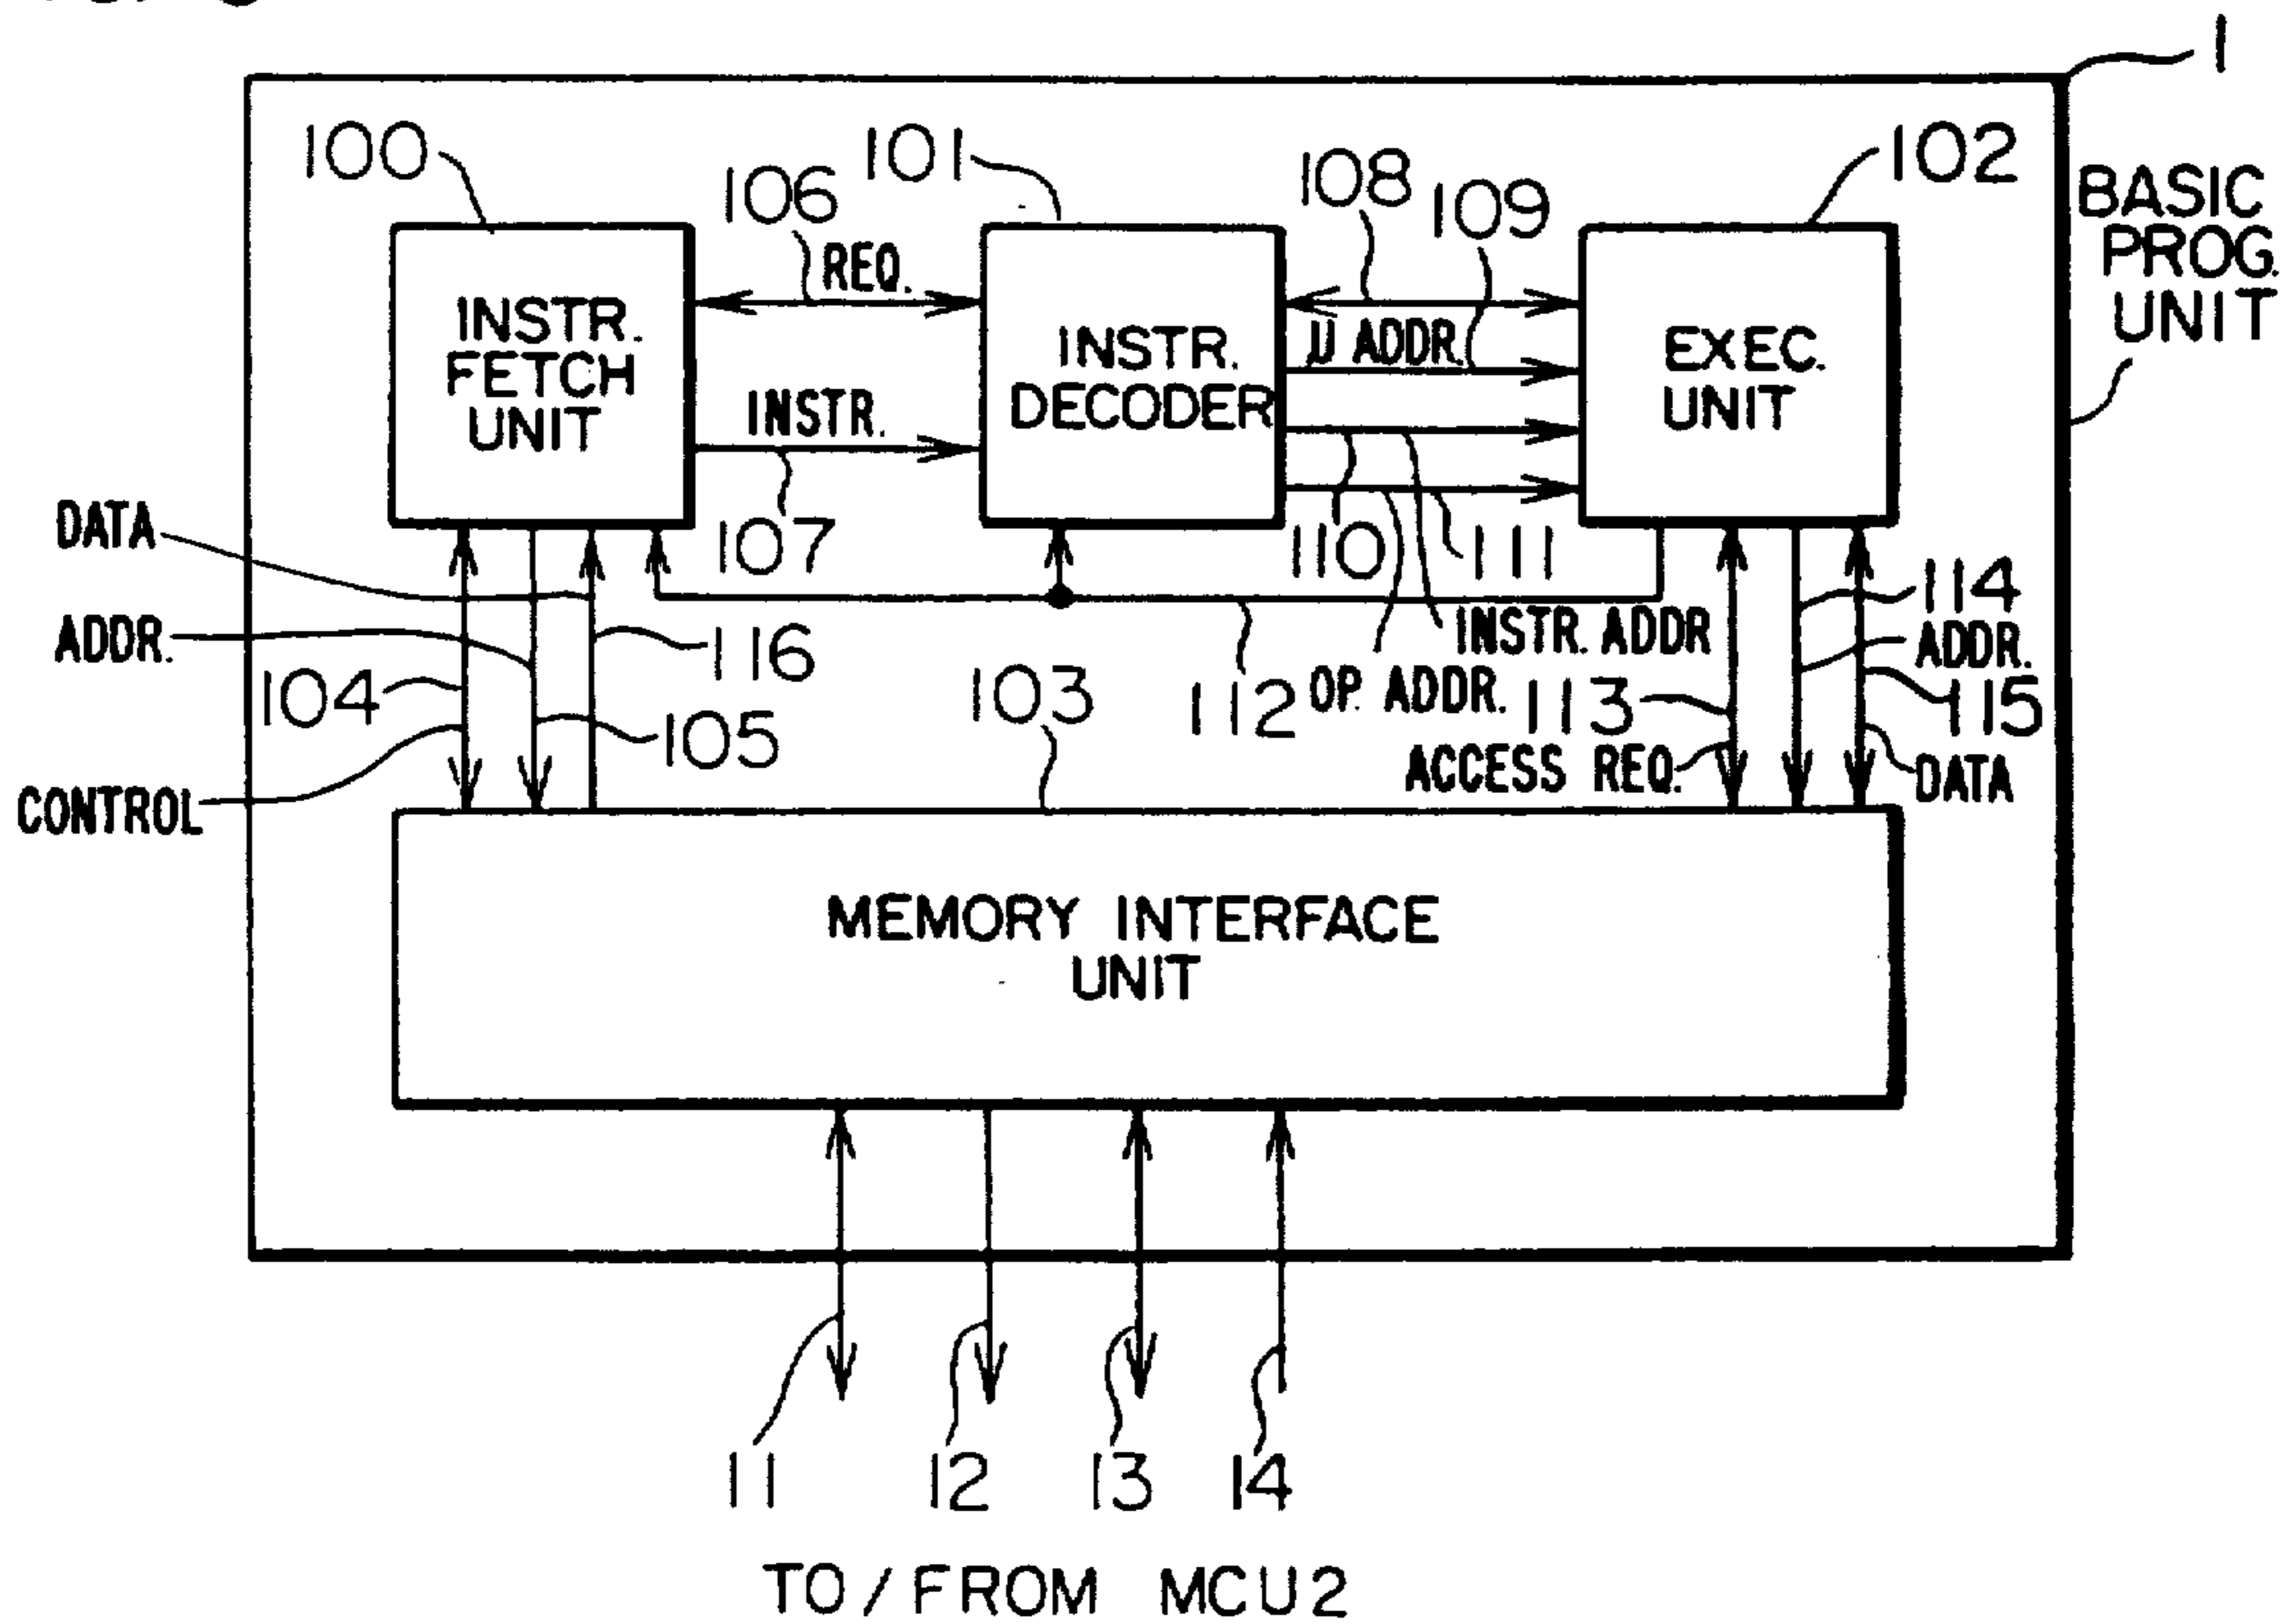 1
100
101
102
106
108
109
BASIC
PROG.
UNIT
REQ.
INSTR.
FETCH
UNIT
INSTR.
DECODER
U ADDR.
EXEC.
UNIT
INSTR.
107
110
111
DATA
ADDR.
104
116
105
103
112
INSTR. ADDR
OP. ADDR.
114
ADDR.
113
115
ACCESS REQ.
DATA
CONTROL
MEMORY INTERFACE
UNIT
11
12
13
14
TO/FROM MCU2